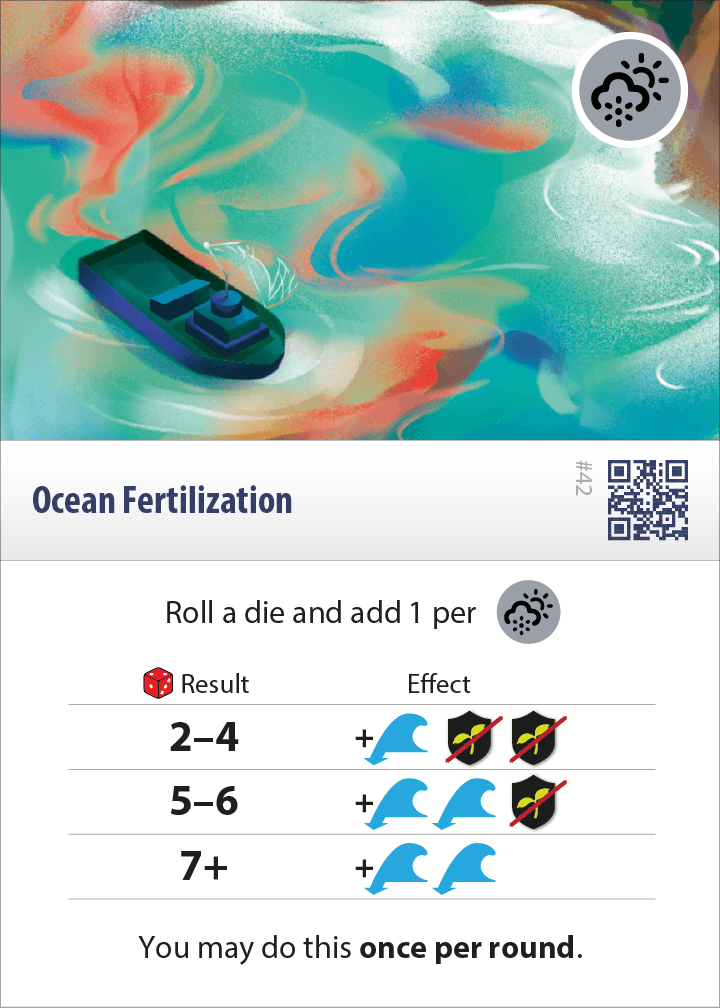 #42
Ocean Fertilization
Roll a die and add 1 per
Result Effect
2–4 +
5–6 +
7+ +
You may do this once per round.